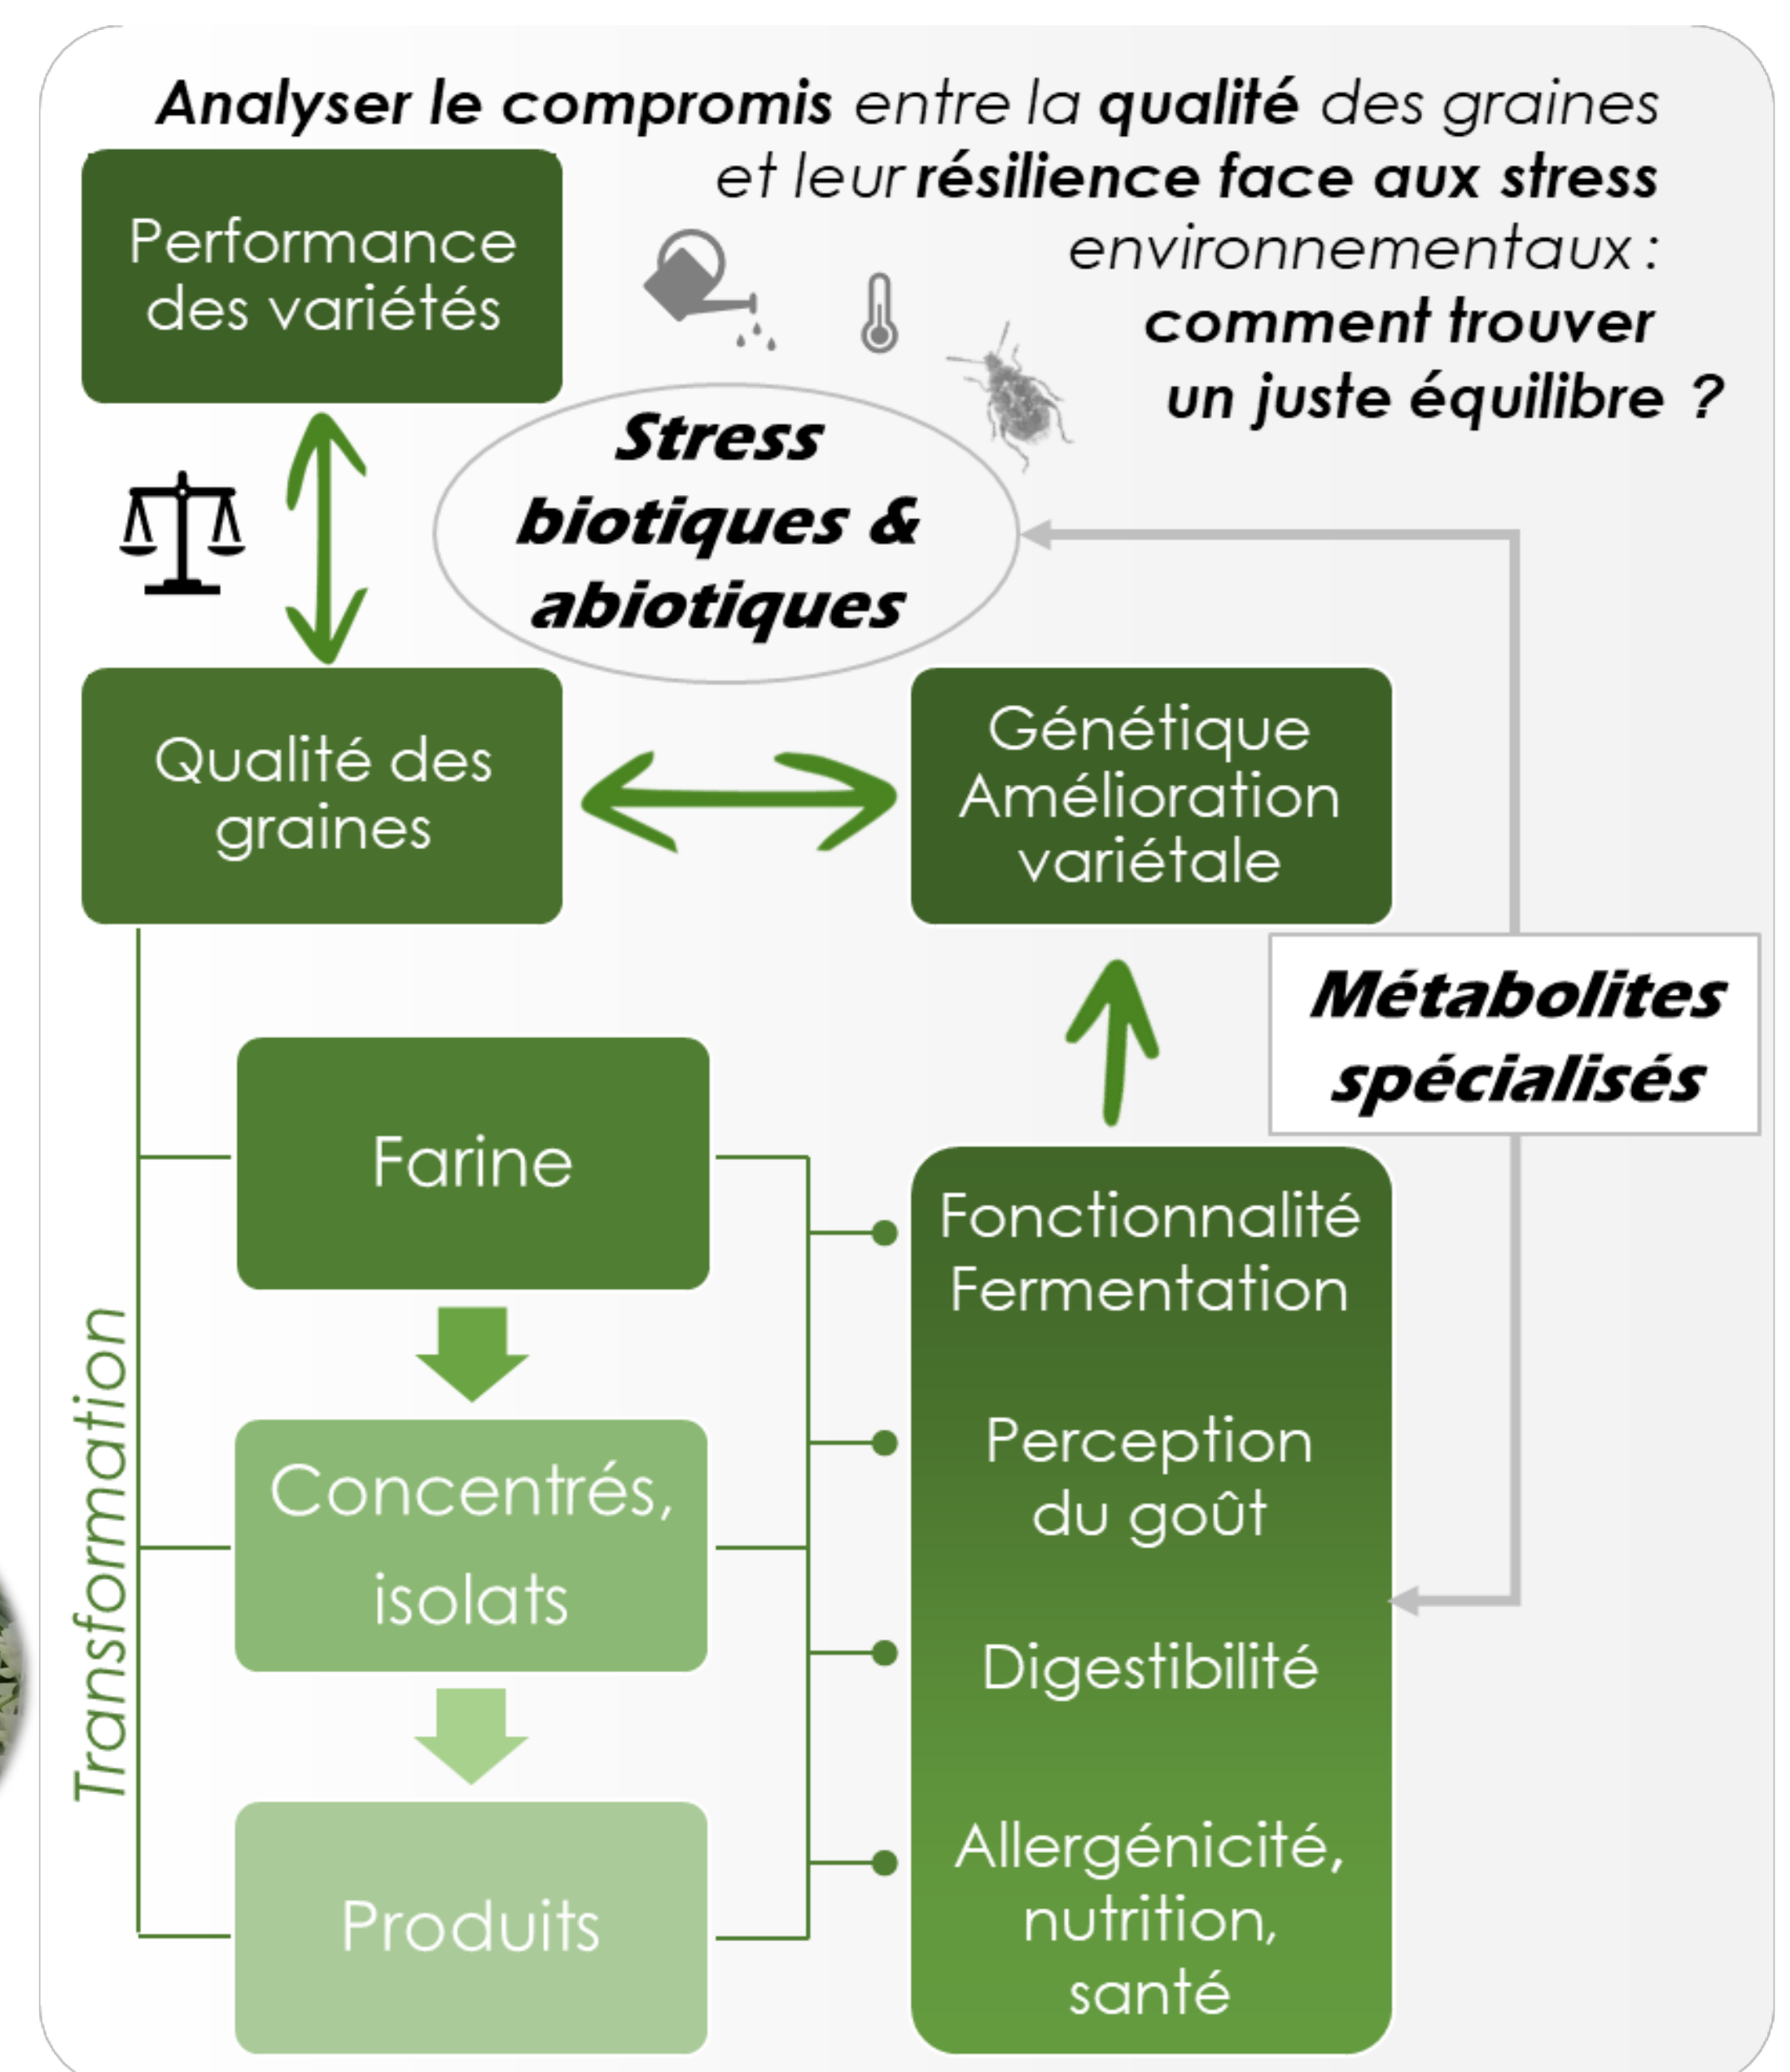 Analyser le compromis entre la qualité des graines
et leur résilience face aux stress
environnementaux :
comment trouver
un juste équilibre ?
Performance
des variétés
Stress
biotiques &
abiotiques
Qualité des
graines
Génétique
Amélioration
variétale
Métabolites
spécialisés
Transformation
Farine
Concentrés,
isolats
Produits
Fonctionnalité
Fermentation
Perception
du goût
Digestibilité
Allergénicité,
nutrition,
santé